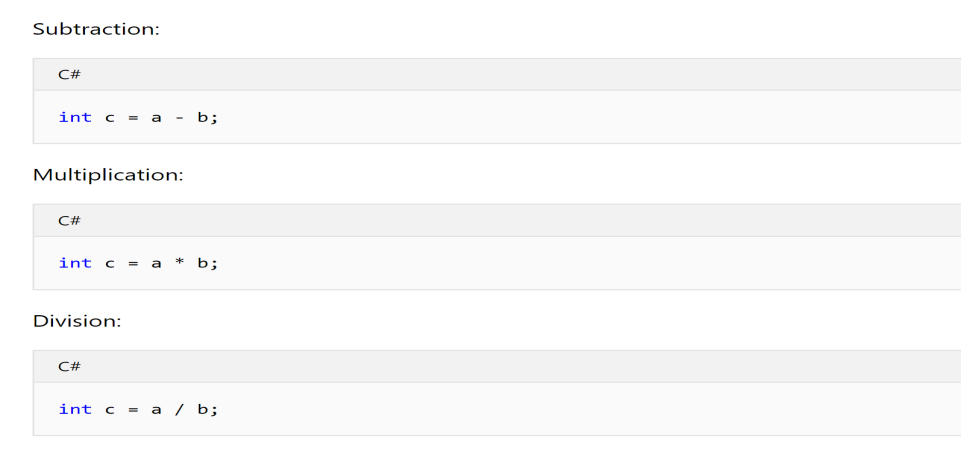 Subtraction:
C#
int c = a - b;
Multiplication:
C#
int c = a * b;
Division:
C#
int c = a / b;